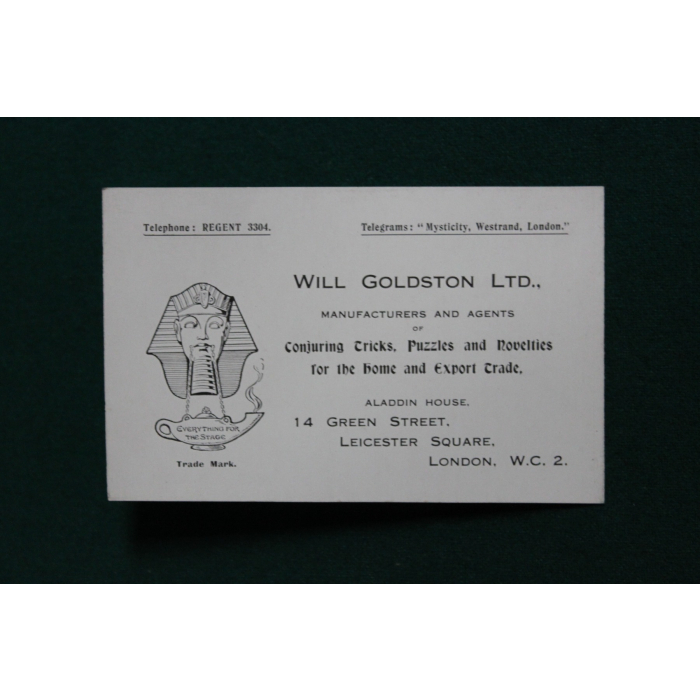 Telephone: REGENT 3304.
Telegrams: "Mysticity, Westrand, London."
WILL GOLDSTON LTD.,
MANUFACTURERS AND AGENTS
OF
Conjuring Tricks, Puzzles and Novelties
for the Home and Export Trade,
ALADDIN HOUSE,
14 GREEN STREET,
LEICESTER SQUARE,
LONDON, W.C. 2.
EVERYTHING FOR
THE STAGE
Trade Mark.